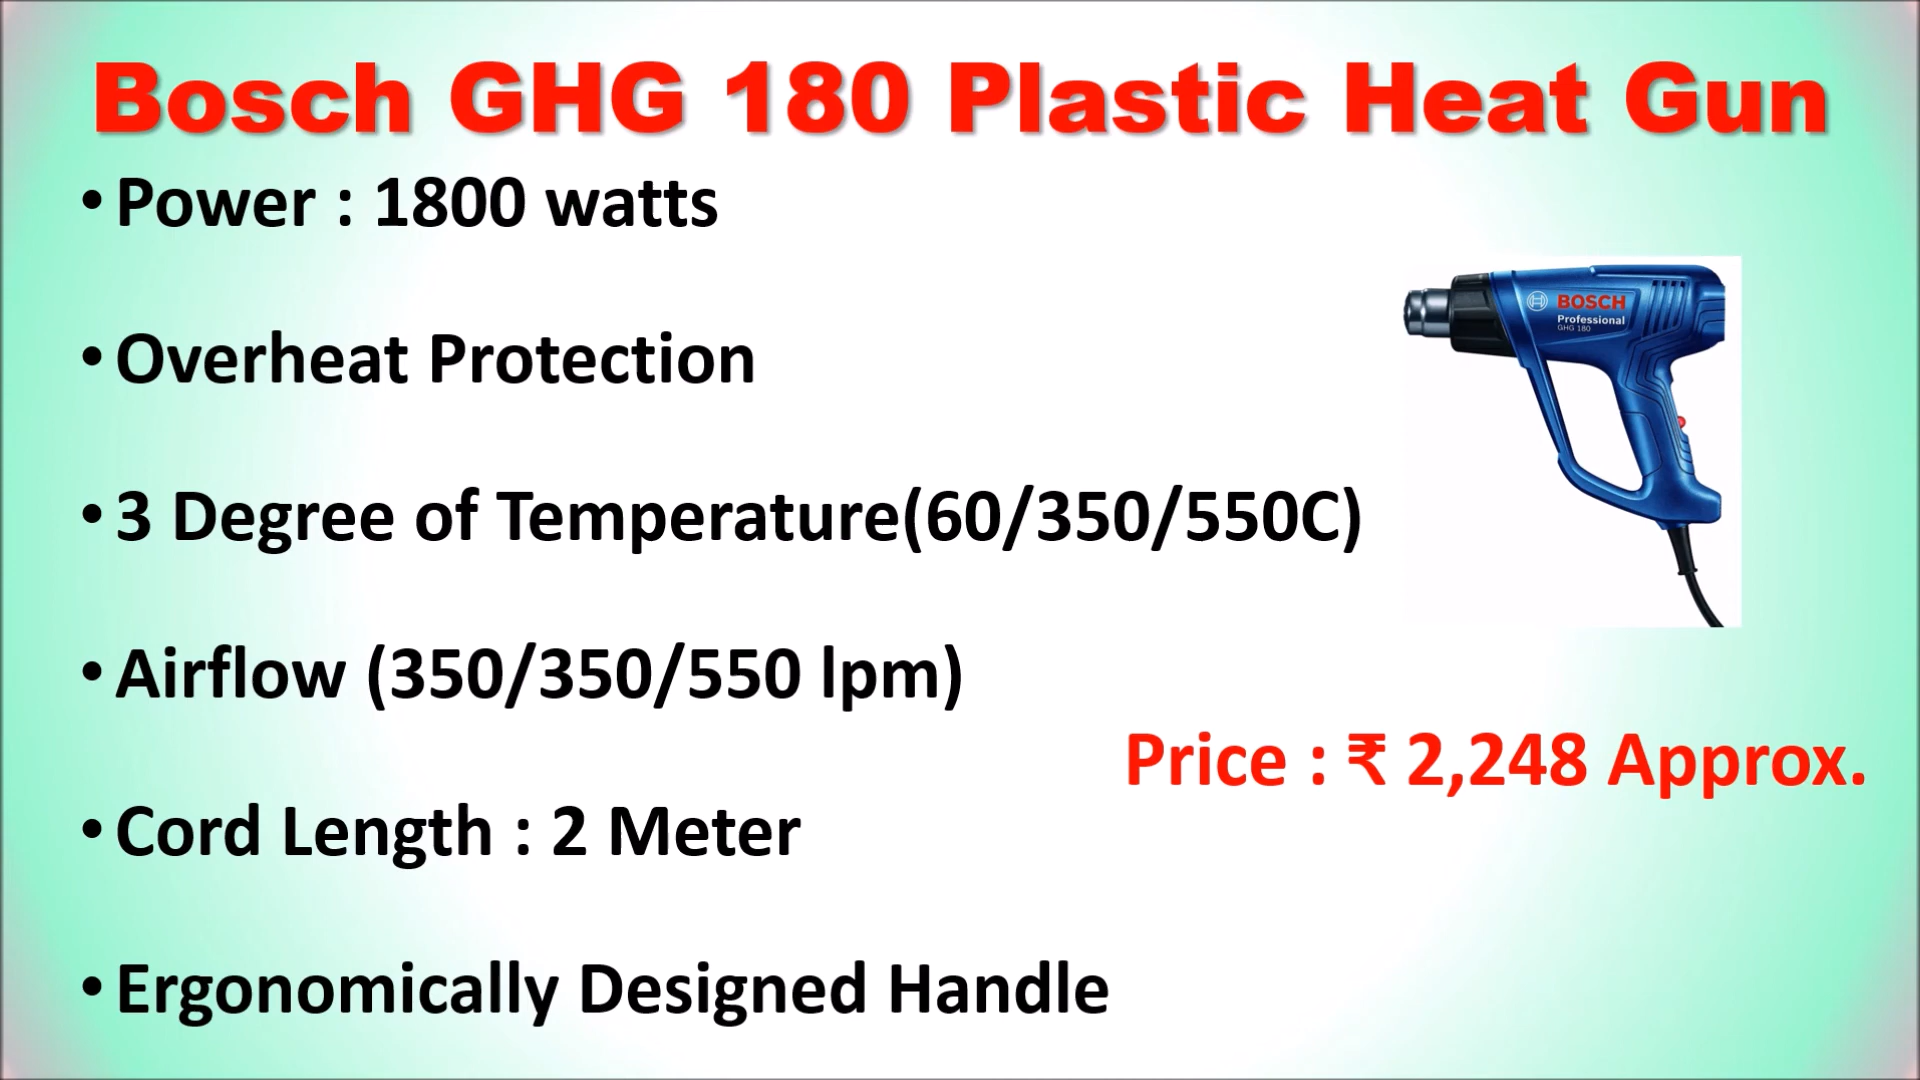 Bosch GHG 180 Plastic Heat Gun
• Power : 1800 watts
• Overheat Protection
BOSCH
Professional
GHG 180
• 3 Degree of Temperature(60/350/550C)
• Airflow (350/350/550 lpm)
Price : ₹ 2,248 Approx.
• Cord Length : 2 Meter
• Ergonomically Designed Handle